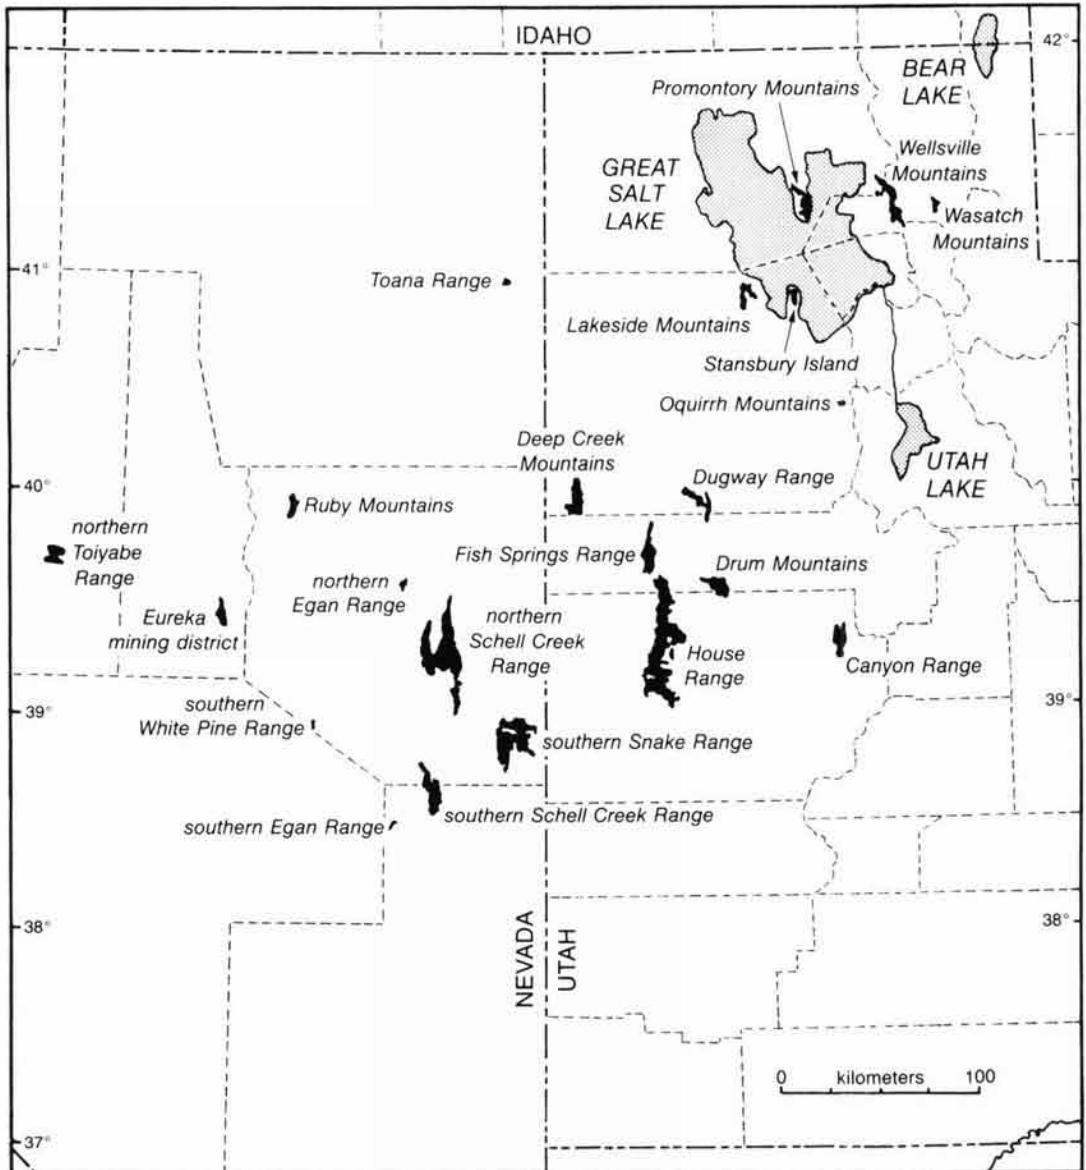 IDAHO
42°
BEAR
LAKE
Promontory Mountains
Wellsville
Mountains
GREAT
SALT
LAKE
Wasatch
Mountains
41°
Toana Range
Lakeside Mountains
Stansbury Island
Oquirrh Mountains
Deep Creek
Mountains
UTAH
LAKE
40°
Dugway Range
Ruby Mountains
northern
Toiyabe
Range
Fish Springs Range
Drum Mountains
northern
Egan Range
Eureka
mining district
northern
Schell Creek
Range
House
Range
Canyon Range
southern
White Pine Range
39°
39°
southern Snake Range
southern Schell Creek Range
southern Egan Range
38°
38°
NEVADA
UTAH
0 kilometers 100
37°